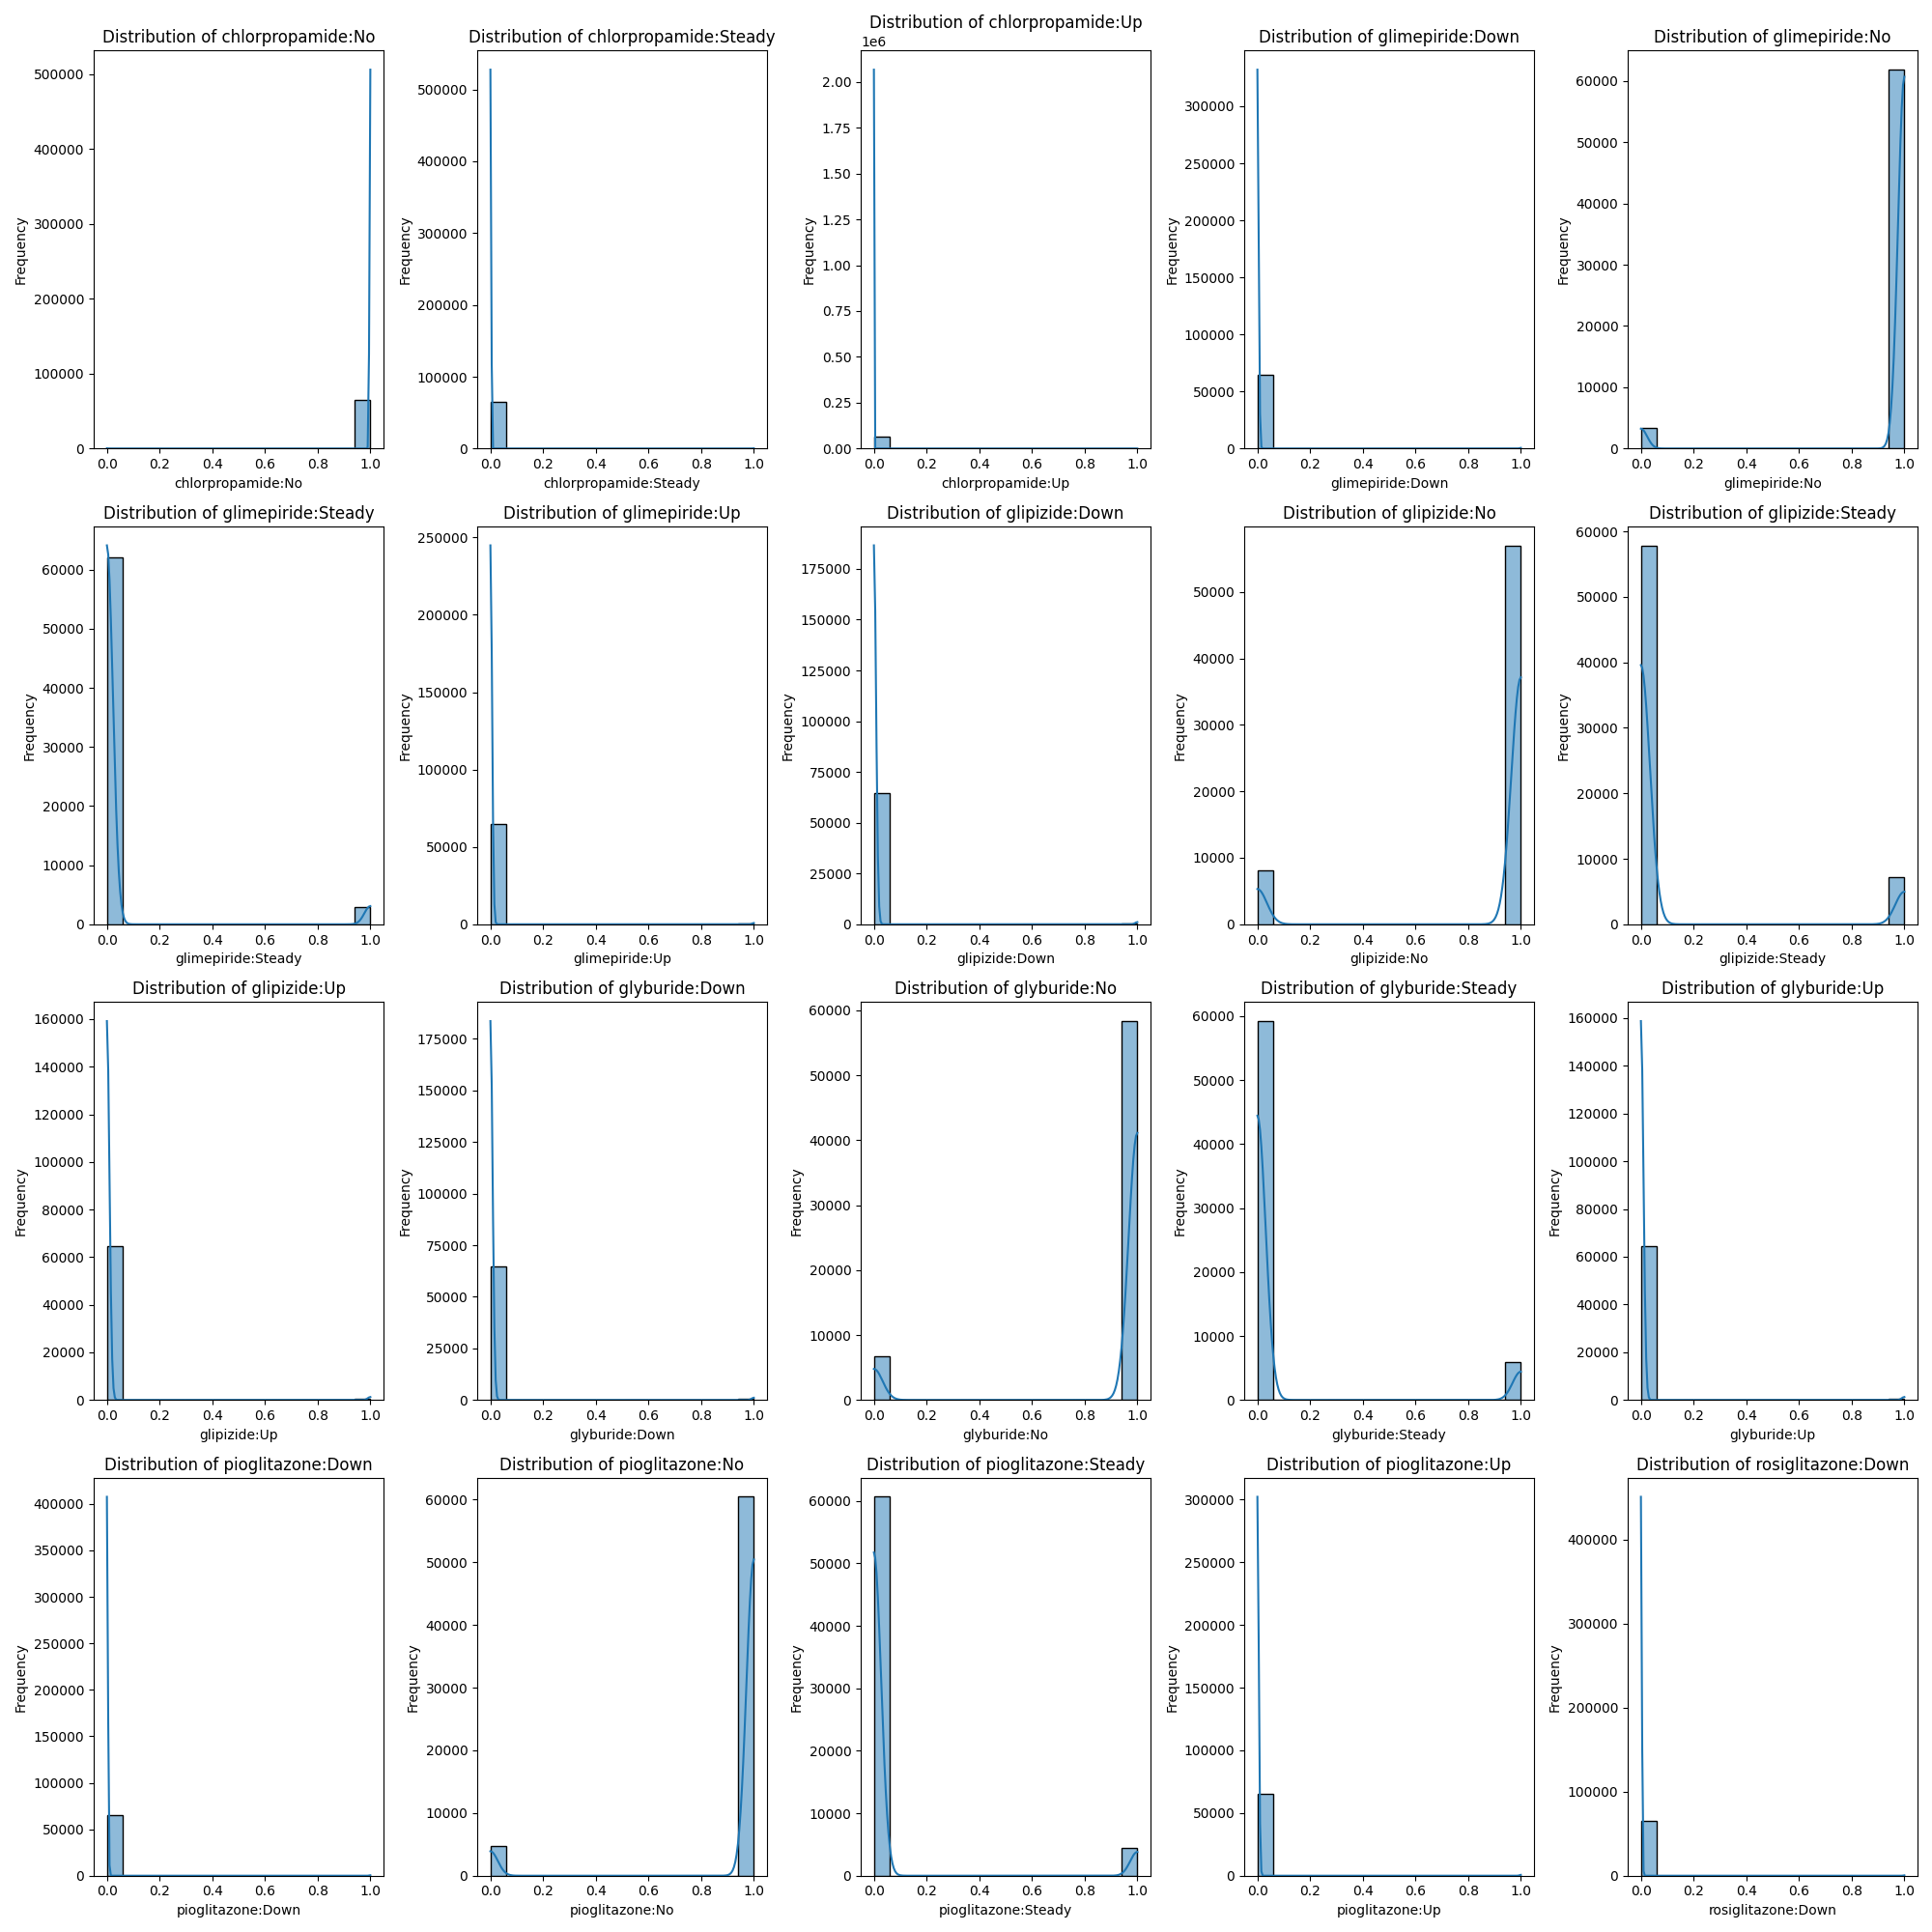 Distribution of chlorpropamide:No
500000
400000
300000
200000
100000
0
Frequency
0.0 0.2 0.4 0.6 0.8 1.0
chlorpropamide:No
Distribution of chlorpropamide:Steady
500000
400000
300000
200000
100000
0
Frequency
0.0 0.2 0.4 0.6 0.8 1.0
chlorpropamide:Steady
Distribution of chlorpropamide:Up
1e6
2.00
1.75
1.50
1.25
1.00
0.75
0.50
0.25
0.00
Frequency
0.0 0.2 0.4 0.6 0.8 1.0
chlorpropamide:Up
Distribution of glimepiride:Down
300000
250000
200000
150000
100000
50000
0
Frequency
0.0 0.2 0.4 0.6 0.8 1.0
glimepiride:Down
Distribution of glimepiride:No
60000
50000
40000
30000
20000
10000
0
Frequency
0.0 0.2 0.4 0.6 0.8 1.0
glimepiride:No
Distribution of glimepiride:Steady
60000
50000
40000
30000
20000
10000
0
Frequency
0.0 0.2 0.4 0.6 0.8 1.0
glimepiride:Steady
Distribution of glimepiride:Up
250000
200000
150000
100000
50000
0
Frequency
0.0 0.2 0.4 0.6 0.8 1.0
glimepiride:Up
Distribution of glipizide:Down
175000
150000
125000
100000
75000
50000
25000
0
Frequency
0.0 0.2 0.4 0.6 0.8 1.0
glipizide:Down
Distribution of glipizide:No
50000
40000
30000
20000
10000
0
Frequency
0.0 0.2 0.4 0.6 0.8 1.0
glipizide:No
Distribution of glipizide:Steady
60000
50000
40000
30000
20000
10000
0
Frequency
0.0 0.2 0.4 0.6 0.8 1.0
glipizide:Steady
Distribution of glipizide:Up
160000
140000
120000
100000
80000
60000
40000
20000
0
Frequency
0.0 0.2 0.4 0.6 0.8 1.0
glipizide:Up
Distribution of glyburide:Down
175000
150000
125000
100000
75000
50000
25000
0
Frequency
0.0 0.2 0.4 0.6 0.8 1.0
glyburide:Down
Distribution of glyburide:No
60000
50000
40000
30000
20000
10000
0
Frequency
0.0 0.2 0.4 0.6 0.8 1.0
glyburide:No
Distribution of glyburide:Steady
60000
50000
40000
30000
20000
10000
0
Frequency
0.0 0.2 0.4 0.6 0.8 1.0
glyburide:Steady
Distribution of glyburide:Up
160000
140000
120000
100000
80000
60000
40000
20000
0
Frequency
0.0 0.2 0.4 0.6 0.8 1.0
glyburide:Up
Distribution of pioglitazone:Down
400000
350000
300000
250000
200000
150000
100000
50000
0
Frequency
0.0 0.2 0.4 0.6 0.8 1.0
pioglitazone:Down
Distribution of pioglitazone:No
60000
50000
40000
30000
20000
10000
0
Frequency
0.0 0.2 0.4 0.6 0.8 1.0
pioglitazone:No
Distribution of pioglitazone:Steady
60000
50000
40000
30000
20000
10000
0
Frequency
0.0 0.2 0.4 0.6 0.8 1.0
pioglitazone:Steady
Distribution of pioglitazone:Up
300000
250000
200000
150000
100000
50000
0
Frequency
0.0 0.2 0.4 0.6 0.8 1.0
pioglitazone:Up
Distribution of rosiglitazone:Down
400000
300000
200000
100000
0
Frequency
0.0 0.2 0.4 0.6 0.8 1.0
rosiglitazone:Down